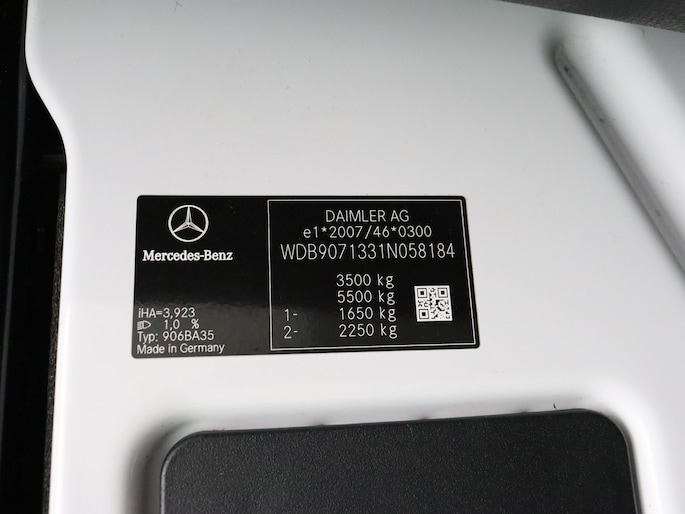 Mercedes-Benz
iHA=3,923
1,0 %
Typ: 906BA35
Made in Germany
DAIMLER AG
e1*2007/46*0300
WDB9071331N058184
3500 kg
5500 kg
1- 1650 kg
2- 2250 kg